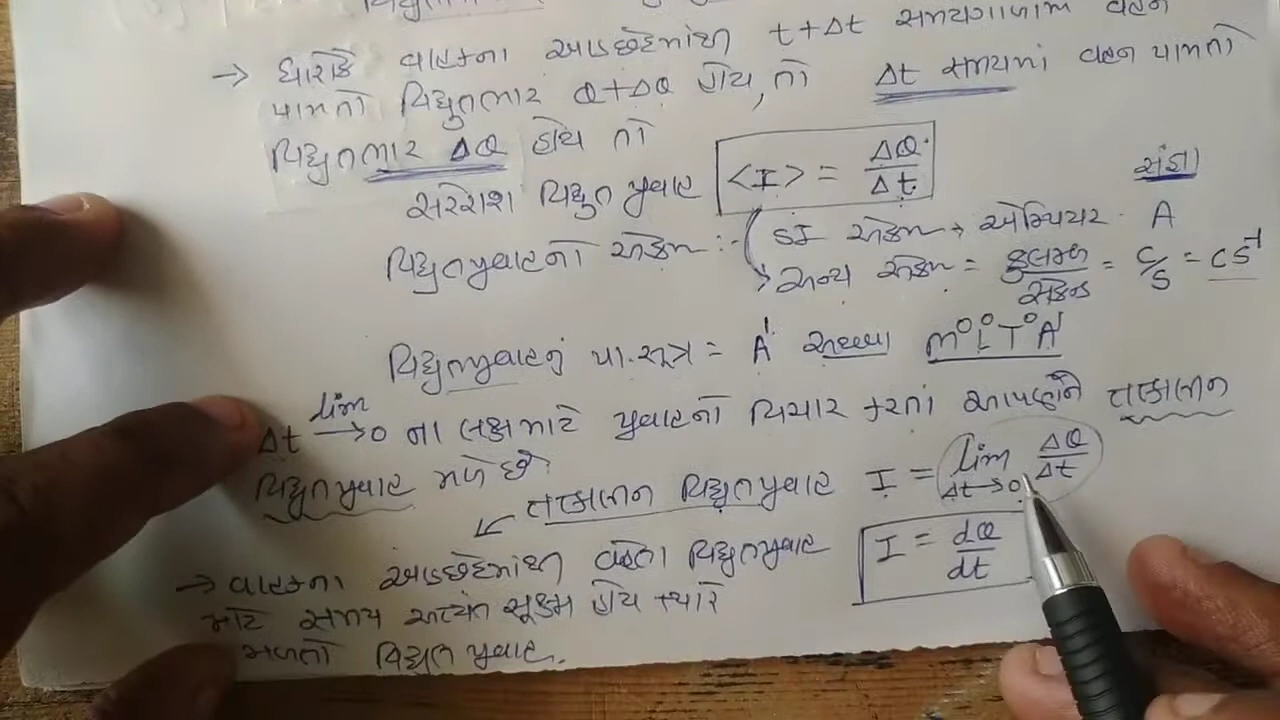 → ધારોકે વાહકના આડછેદમાંથી t+Δt સમયગાળામાં વહન
પામતો વિદ્યુતભાર Q+ΔQ હોય, તો Δt સમયમાં વહન પામતો
વિદ્યુતભાર ΔQ હોય તો
સરેરાશ વિદ્યુત પ્રવાહ <I> = ΔQ/Δt
સંજ્ઞા
વિદ્યુતપ્રવાહનો એકમ :- SI એકમ → એમ્પિયર. A
→ અન્ય એકમ = કુલમ્બ/સેકન્ડ = C/S = CS⁻¹
વિદ્યુતપ્રવાહનું પા.સૂત્ર = A¹ અથવા M⁰L⁰T⁰A¹
lim Δt→0 ના લક્ષ માટે પ્રવાહનો વિચાર કરતાં આપણને તત્કાલીન
વિદ્યુતપ્રવાહ મળે છે.
તત્કાલીન વિદ્યુતપ્રવાહ I = lim Δt→0 ΔQ/Δt
→ વાહકના આડછેદમાંથી વહેતા વિદ્યુતપ્રવાહ I = dQ/dt
માટે સમય અત્યંત સૂક્ષ્મ હોય ત્યારે
મળતો વિદ્યુત પ્રવાહ.